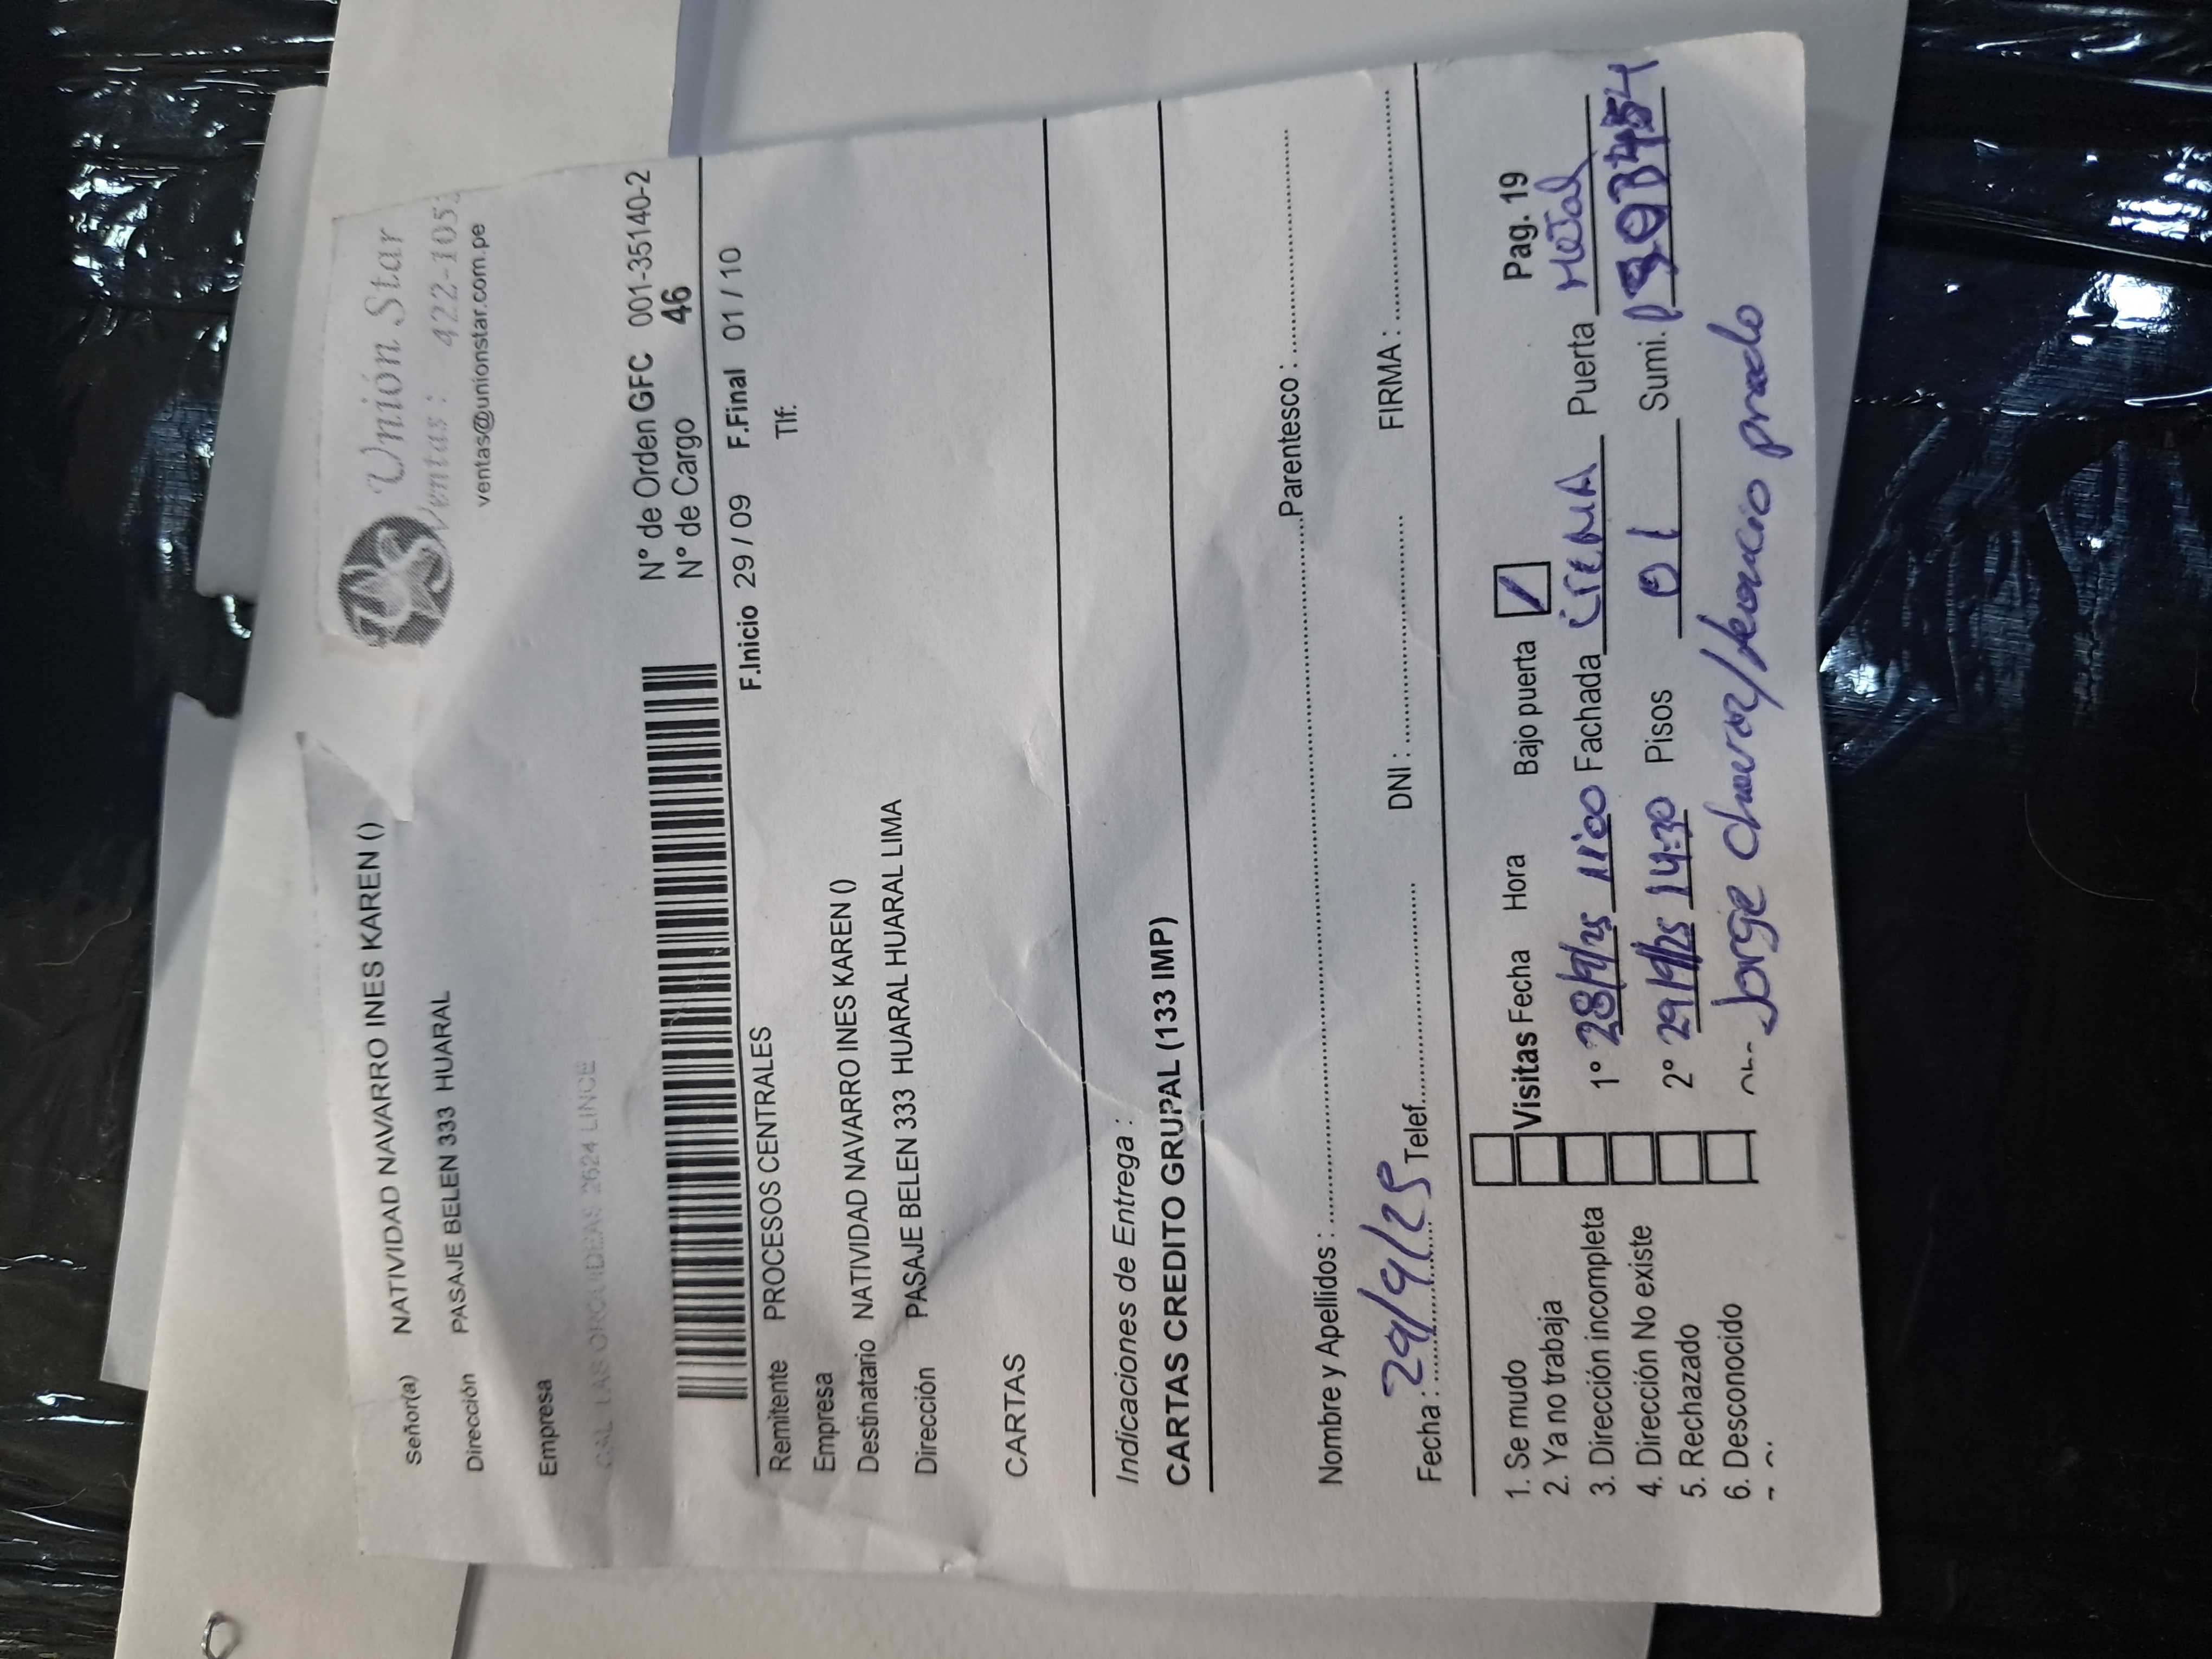 Unión Star
Ventas : 422-105
ventas@unionstar.com.pe
Señor(a) NATIVIDAD NAVARRO INES KAREN ()
Dirección PASAJE BELEN 333 HUARAL
Empresa
CAL LAS ORQUIDEAS 2624 LINCE
N° de Orden GFC 001-35140-2
N° de Cargo 46
F.Inicio 29 / 09 F.Final 01 / 10
Remitente PROCESOS CENTRALES Tlf:
Empresa
Destinatario NATIVIDAD NAVARRO INES KAREN ()
Dirección PASAJE BELEN 333 HUARAL HUARAL LIMA
CARTAS
Indicaciones de Entrega :
CARTAS CREDITO GRUPAL (133 IMP)
Nombre y Apellidos : Parentesco :
Fecha : 29/9/25 Telef. DNI : FIRMA :
1. Se mudo
2. Ya no trabaja
3. Dirección incompleta
4. Dirección No existe
5. Rechazado
6. Desconocido
Visitas Fecha Hora Bajo puerta Pag. 19
1° 28/9/25 11:00 Fachada crema Puerta Metal
2° 29/9/25 14:30 Pisos 01 Sumi.
Jorge Chavez/Leoncio prado